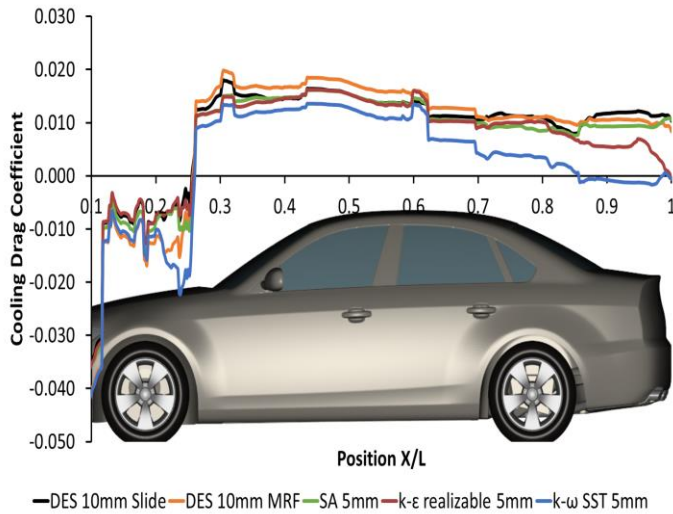 0.030
0.020
0.010
0.000
-0.010
-0.020
-0.030
-0.040
-0.050
Cooling Drag Coefficient
0.1 0.2 0.3 0.4 0.5 0.6 0.7 0.8 0.9 1
Position X/L
DES 10mm Slide DES 10mm MRF SA 5mm k-ε realizable 5mm k-ω SST 5mm